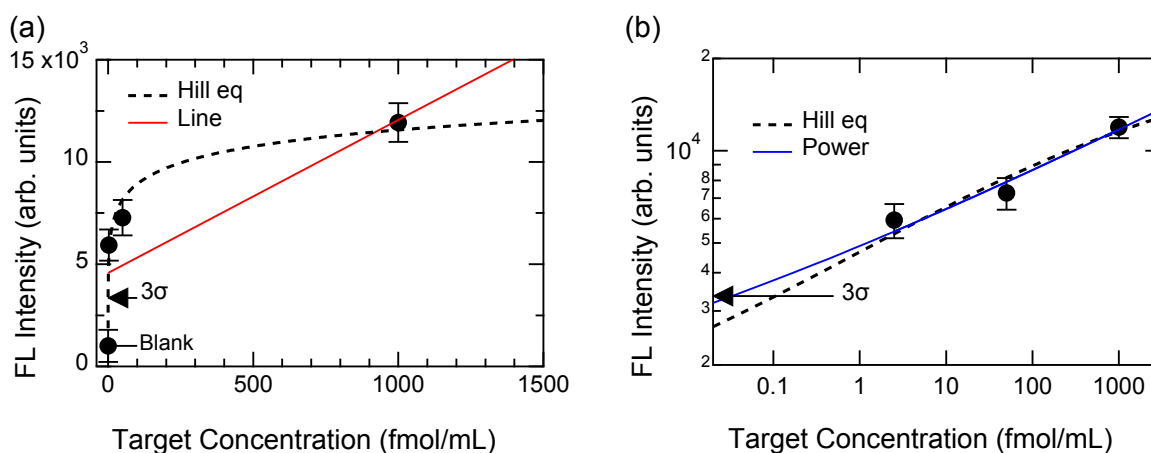 (a)
15 x10³
10
5
0
FL Intensity (arb. units)
Hill eq
Line
3σ
Blank
0 500 1000 1500
Target Concentration (fmol/mL)
(b)
2
10⁴
8
7
6
5
4
3
2
FL Intensity (arb. units)
Hill eq
Power
3σ
0.1 1 10 100 1000
Target Concentration (fmol/mL)